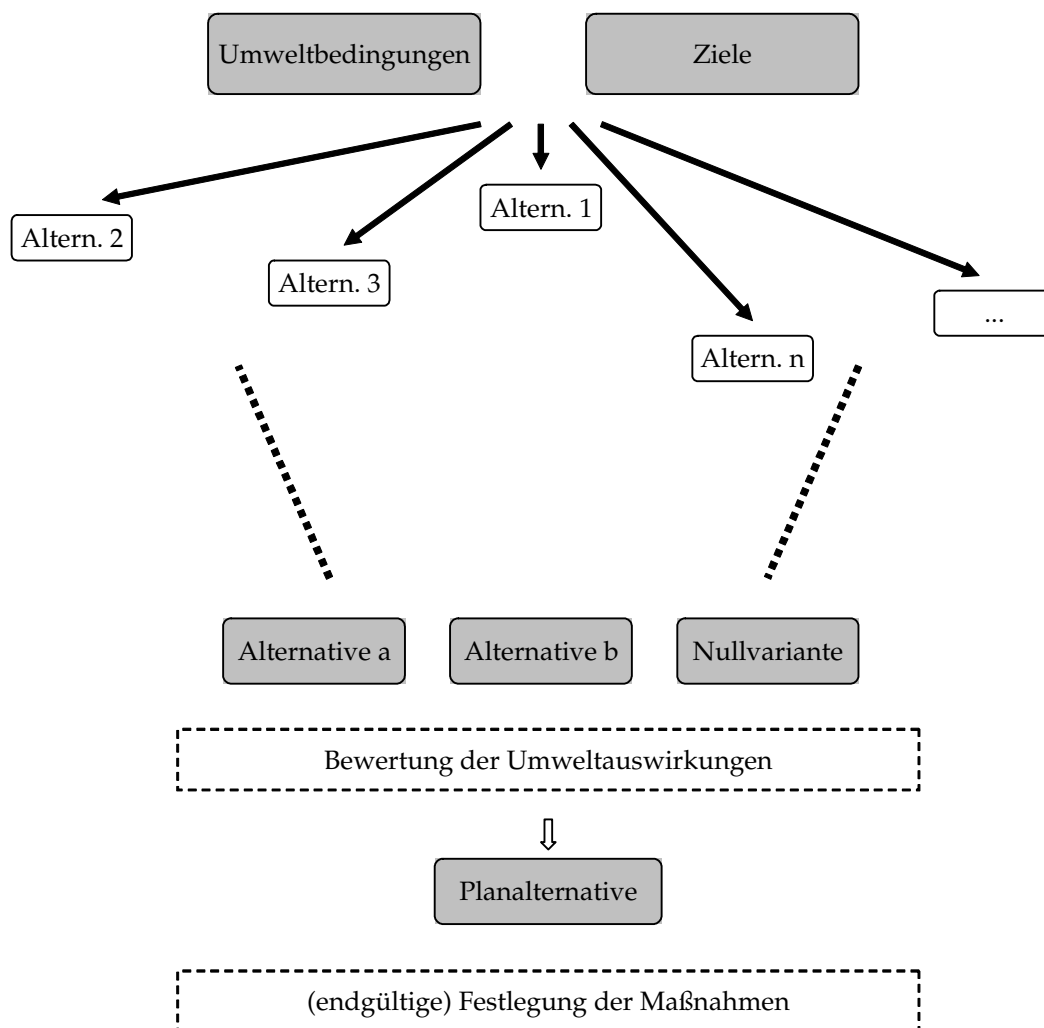 Umweltbedingungen
Ziele
Altern. 1
Altern. 2
Altern. 3
...
Altern. n
Alternative a
Alternative b
Nullvariante
Bewertung der Umweltauswirkungen
Planalternative
(endgültige) Festlegung der Maßnahmen